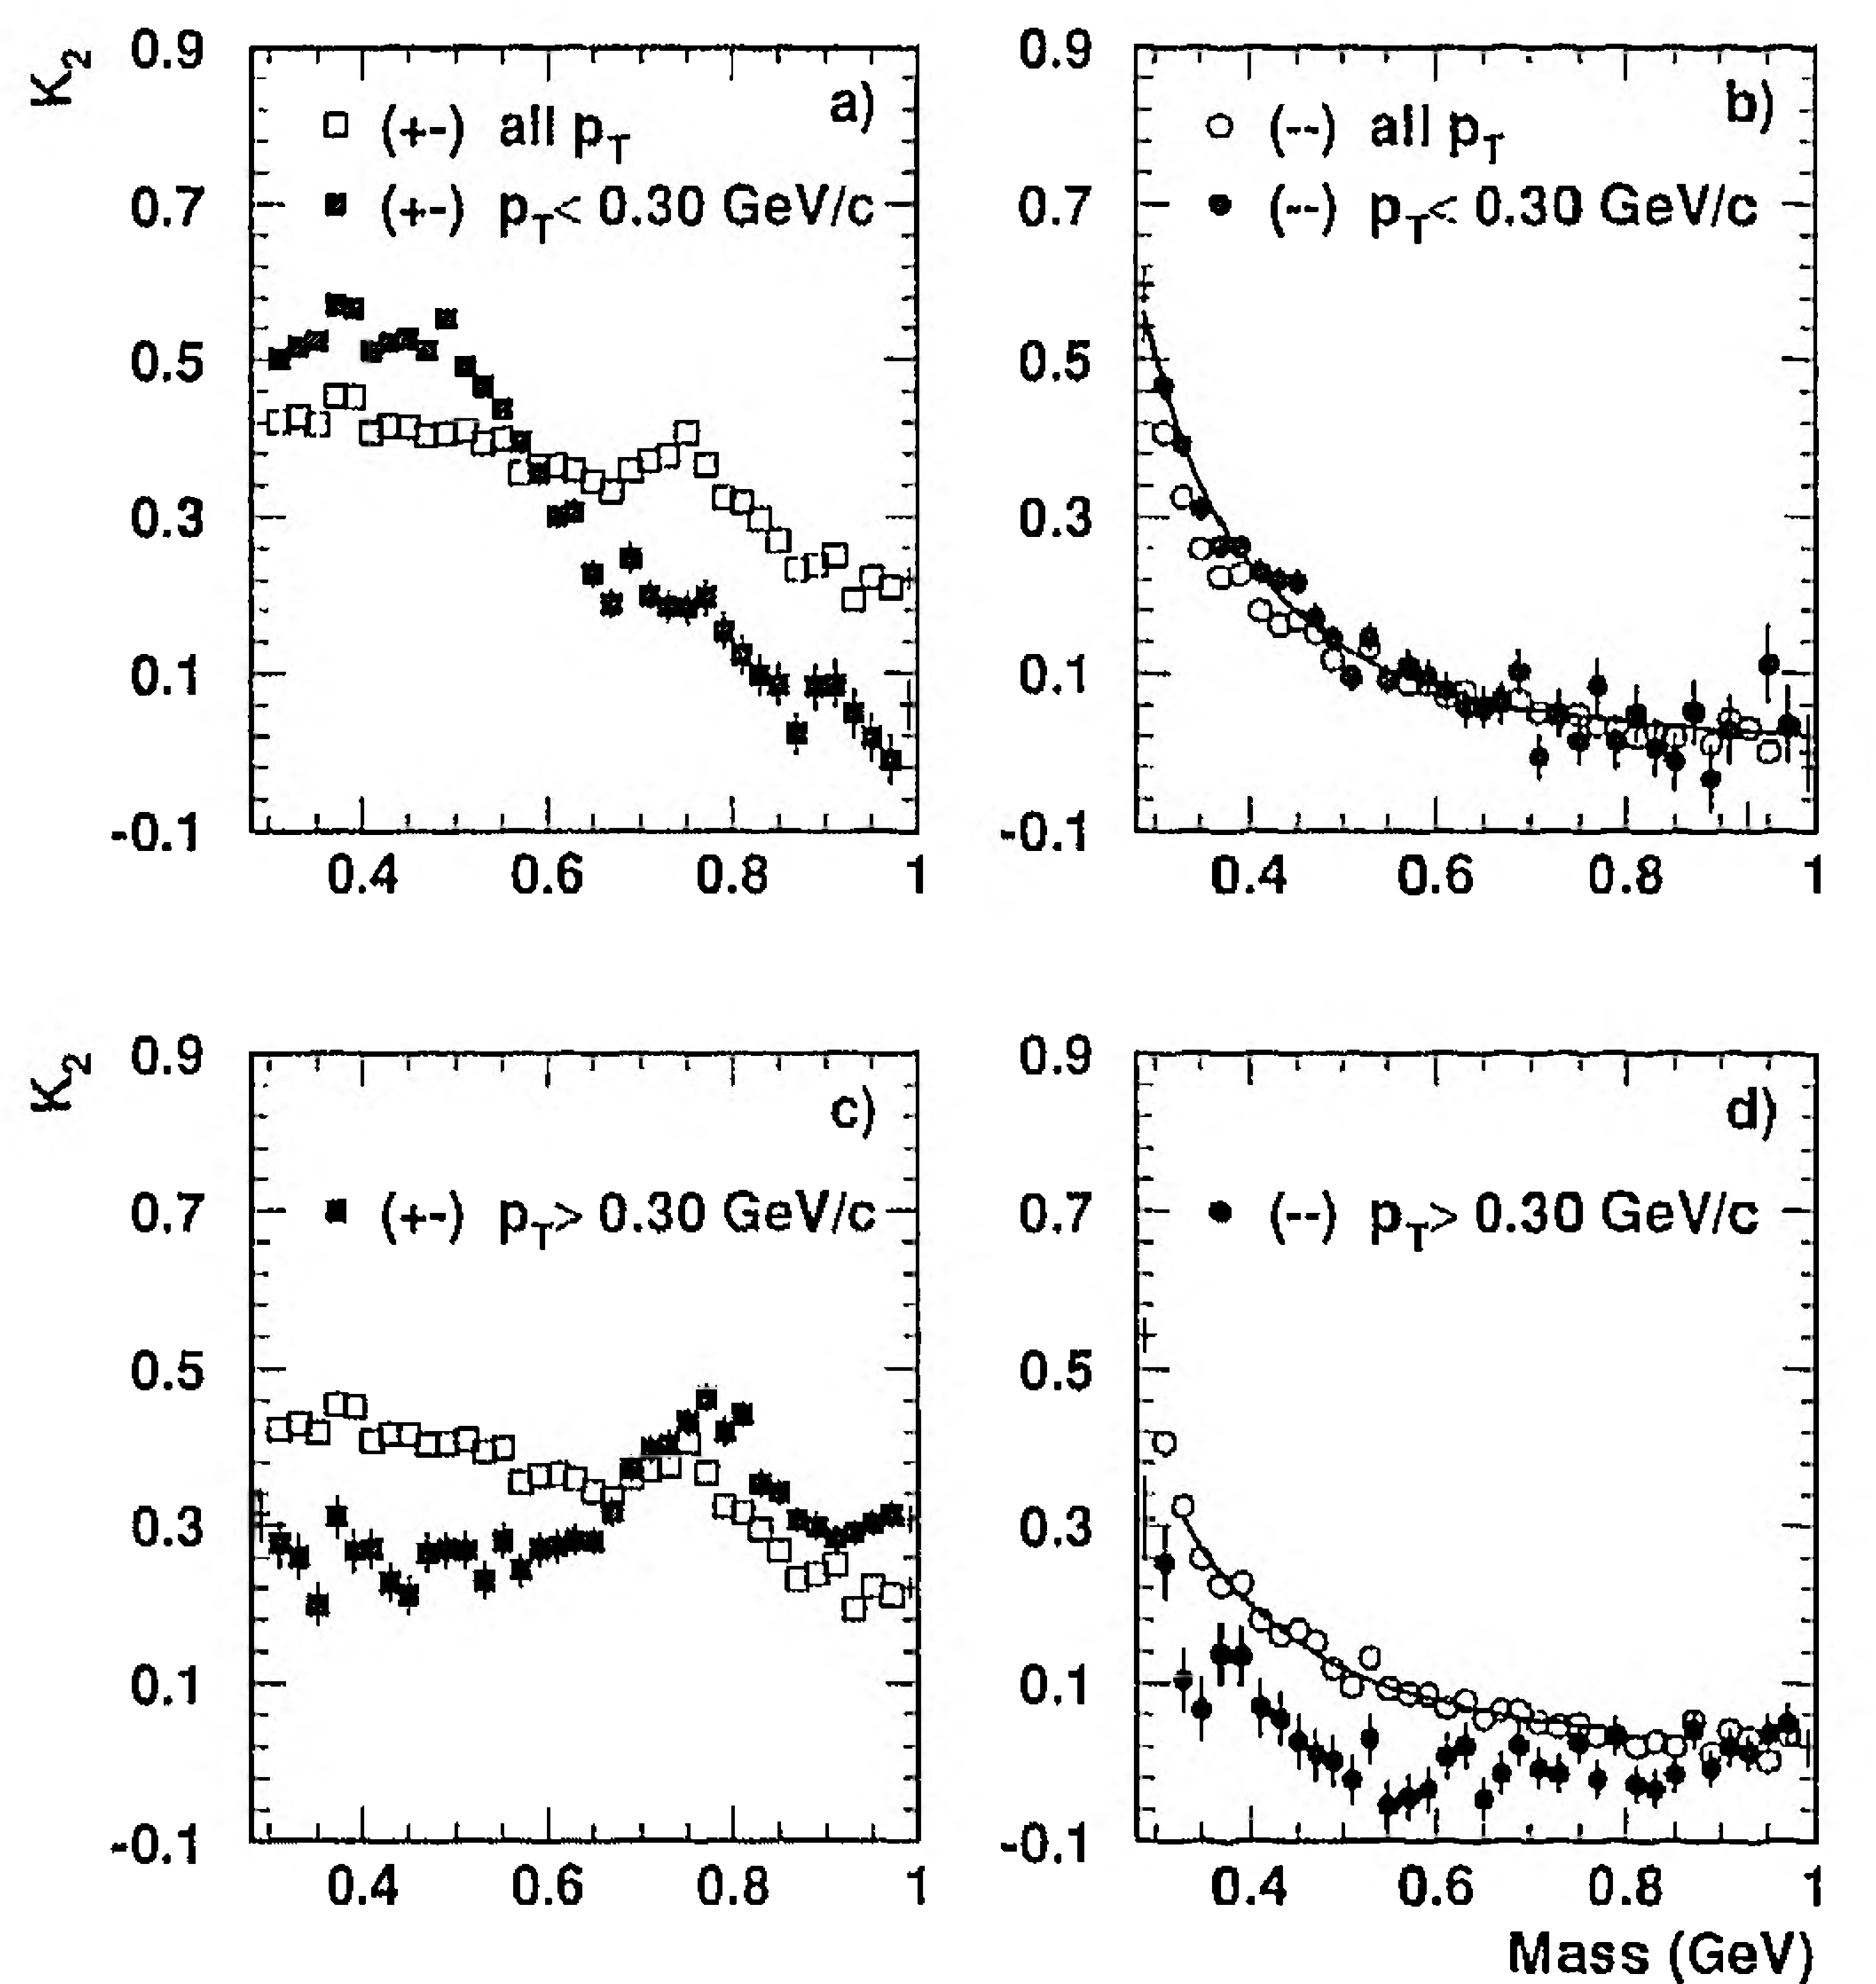 K2
0.9
0.7
0.5
0.3
0.1
-0.1
a)
(+-) all pT
(+-) pT< 0.30 GeV/c
0.4 0.6 0.8 1
0.9
0.7
0.5
0.3
0.1
-0.1
b)
(--) all pT
(--) pT< 0.30 GeV/c
0.4 0.6 0.8 1
K2
0.9
0.7
0.5
0.3
0.1
-0.1
c)
(+-) pT> 0.30 GeV/c
0.4 0.6 0.8 1
0.9
0.7
0.5
0.3
0.1
-0.1
d)
(--) pT> 0.30 GeV/c
0.4 0.6 0.8 1
Mass (GeV)